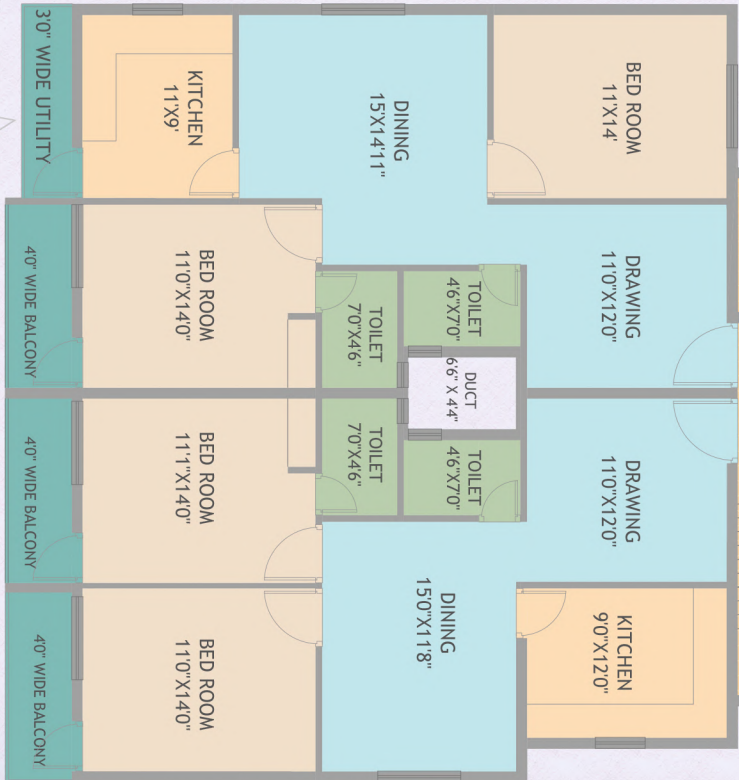 3'0" WIDE UTILITY
KITCHEN
11'X9'
DINING
15'X14'11"
BED ROOM
11'X14'
4'0" WIDE BALCONY
BED ROOM
11'0"X14'0"
TOILET
7'0"X4'6"
TOILET
4'6"X7'0"
DRAWING
11'0"X12'0"
DUCT
6'6" X 4'4"
4'0" WIDE BALCONY
BED ROOM
11'1"X14'0"
TOILET
7'0"X4'6"
TOILET
4'6"X7'0"
DRAWING
11'0"X12'0"
4'0" WIDE BALCONY
BED ROOM
11'0"X14'0"
DINING
15'0"X11'8"
KITCHEN
9'0"X12'0"